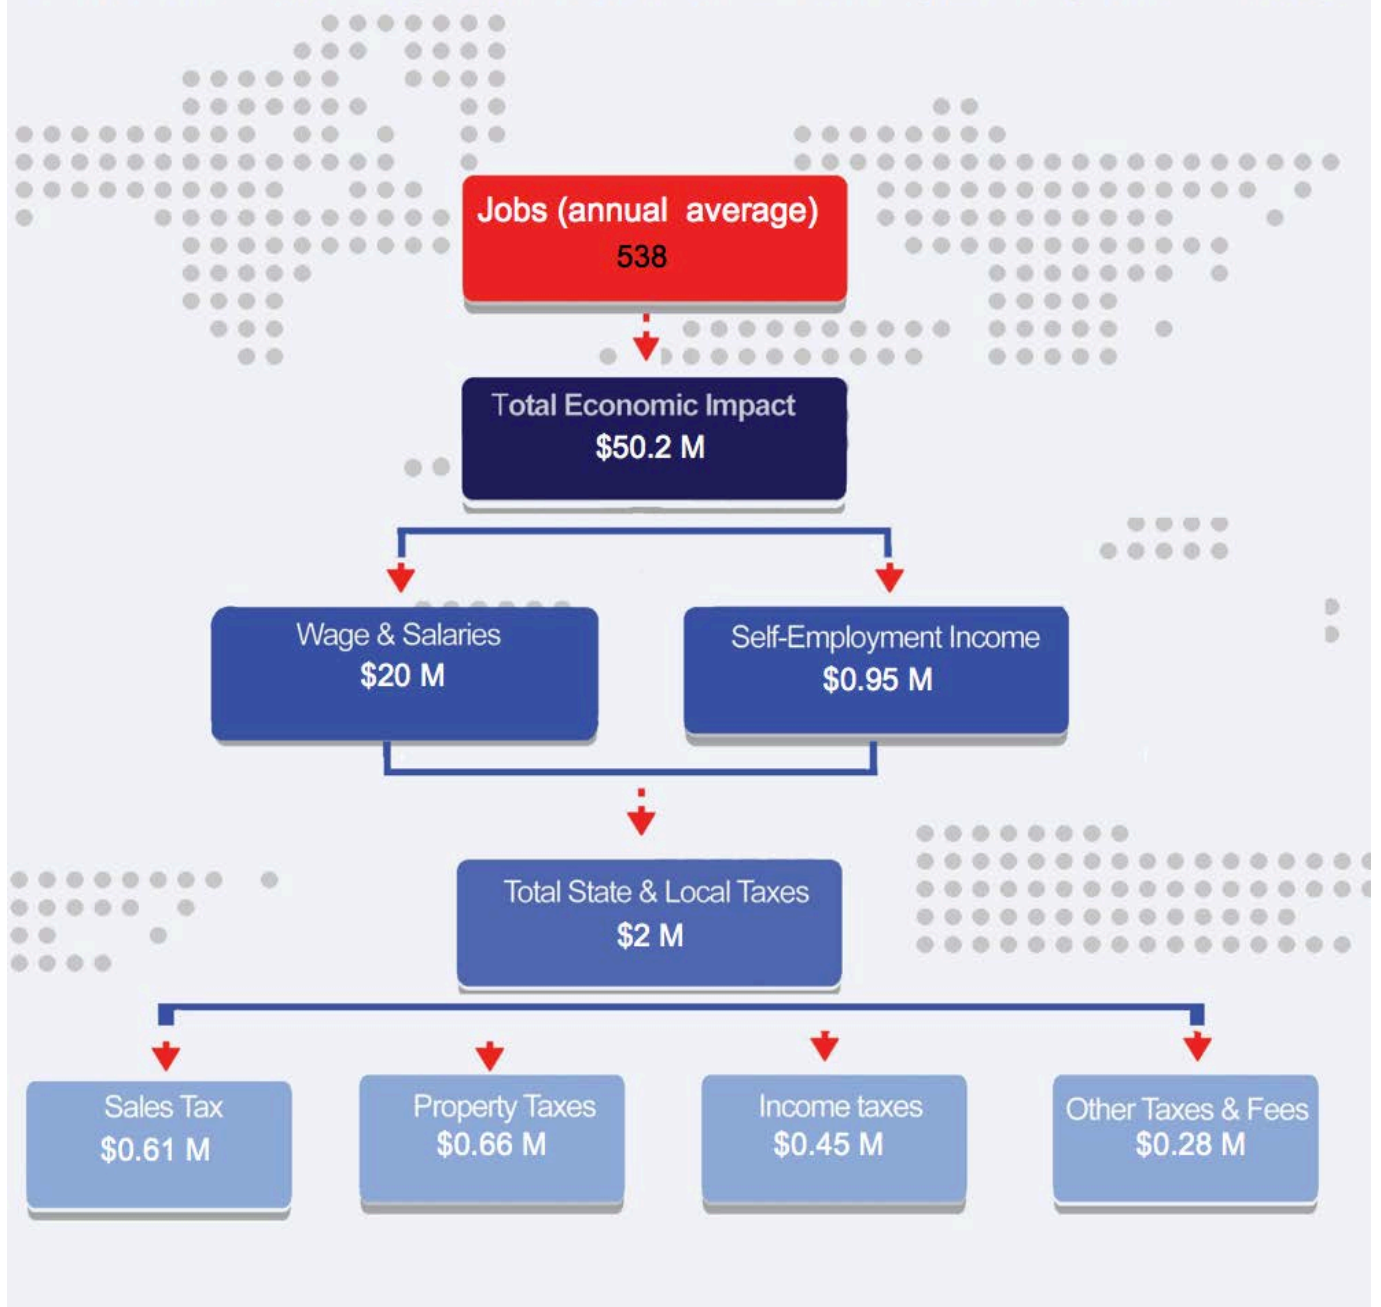 Jobs (annual average)
538
Total Economic Impact
$50.2 M
Wage & Salaries
$20 M
Self-Employment Income
$0.95 M
Total State & Local Taxes
$2 M
Sales Tax
$0.61 M
Property Taxes
$0.66 M
Income taxes
$0.45 M
Other Taxes & Fees
$0.28 M